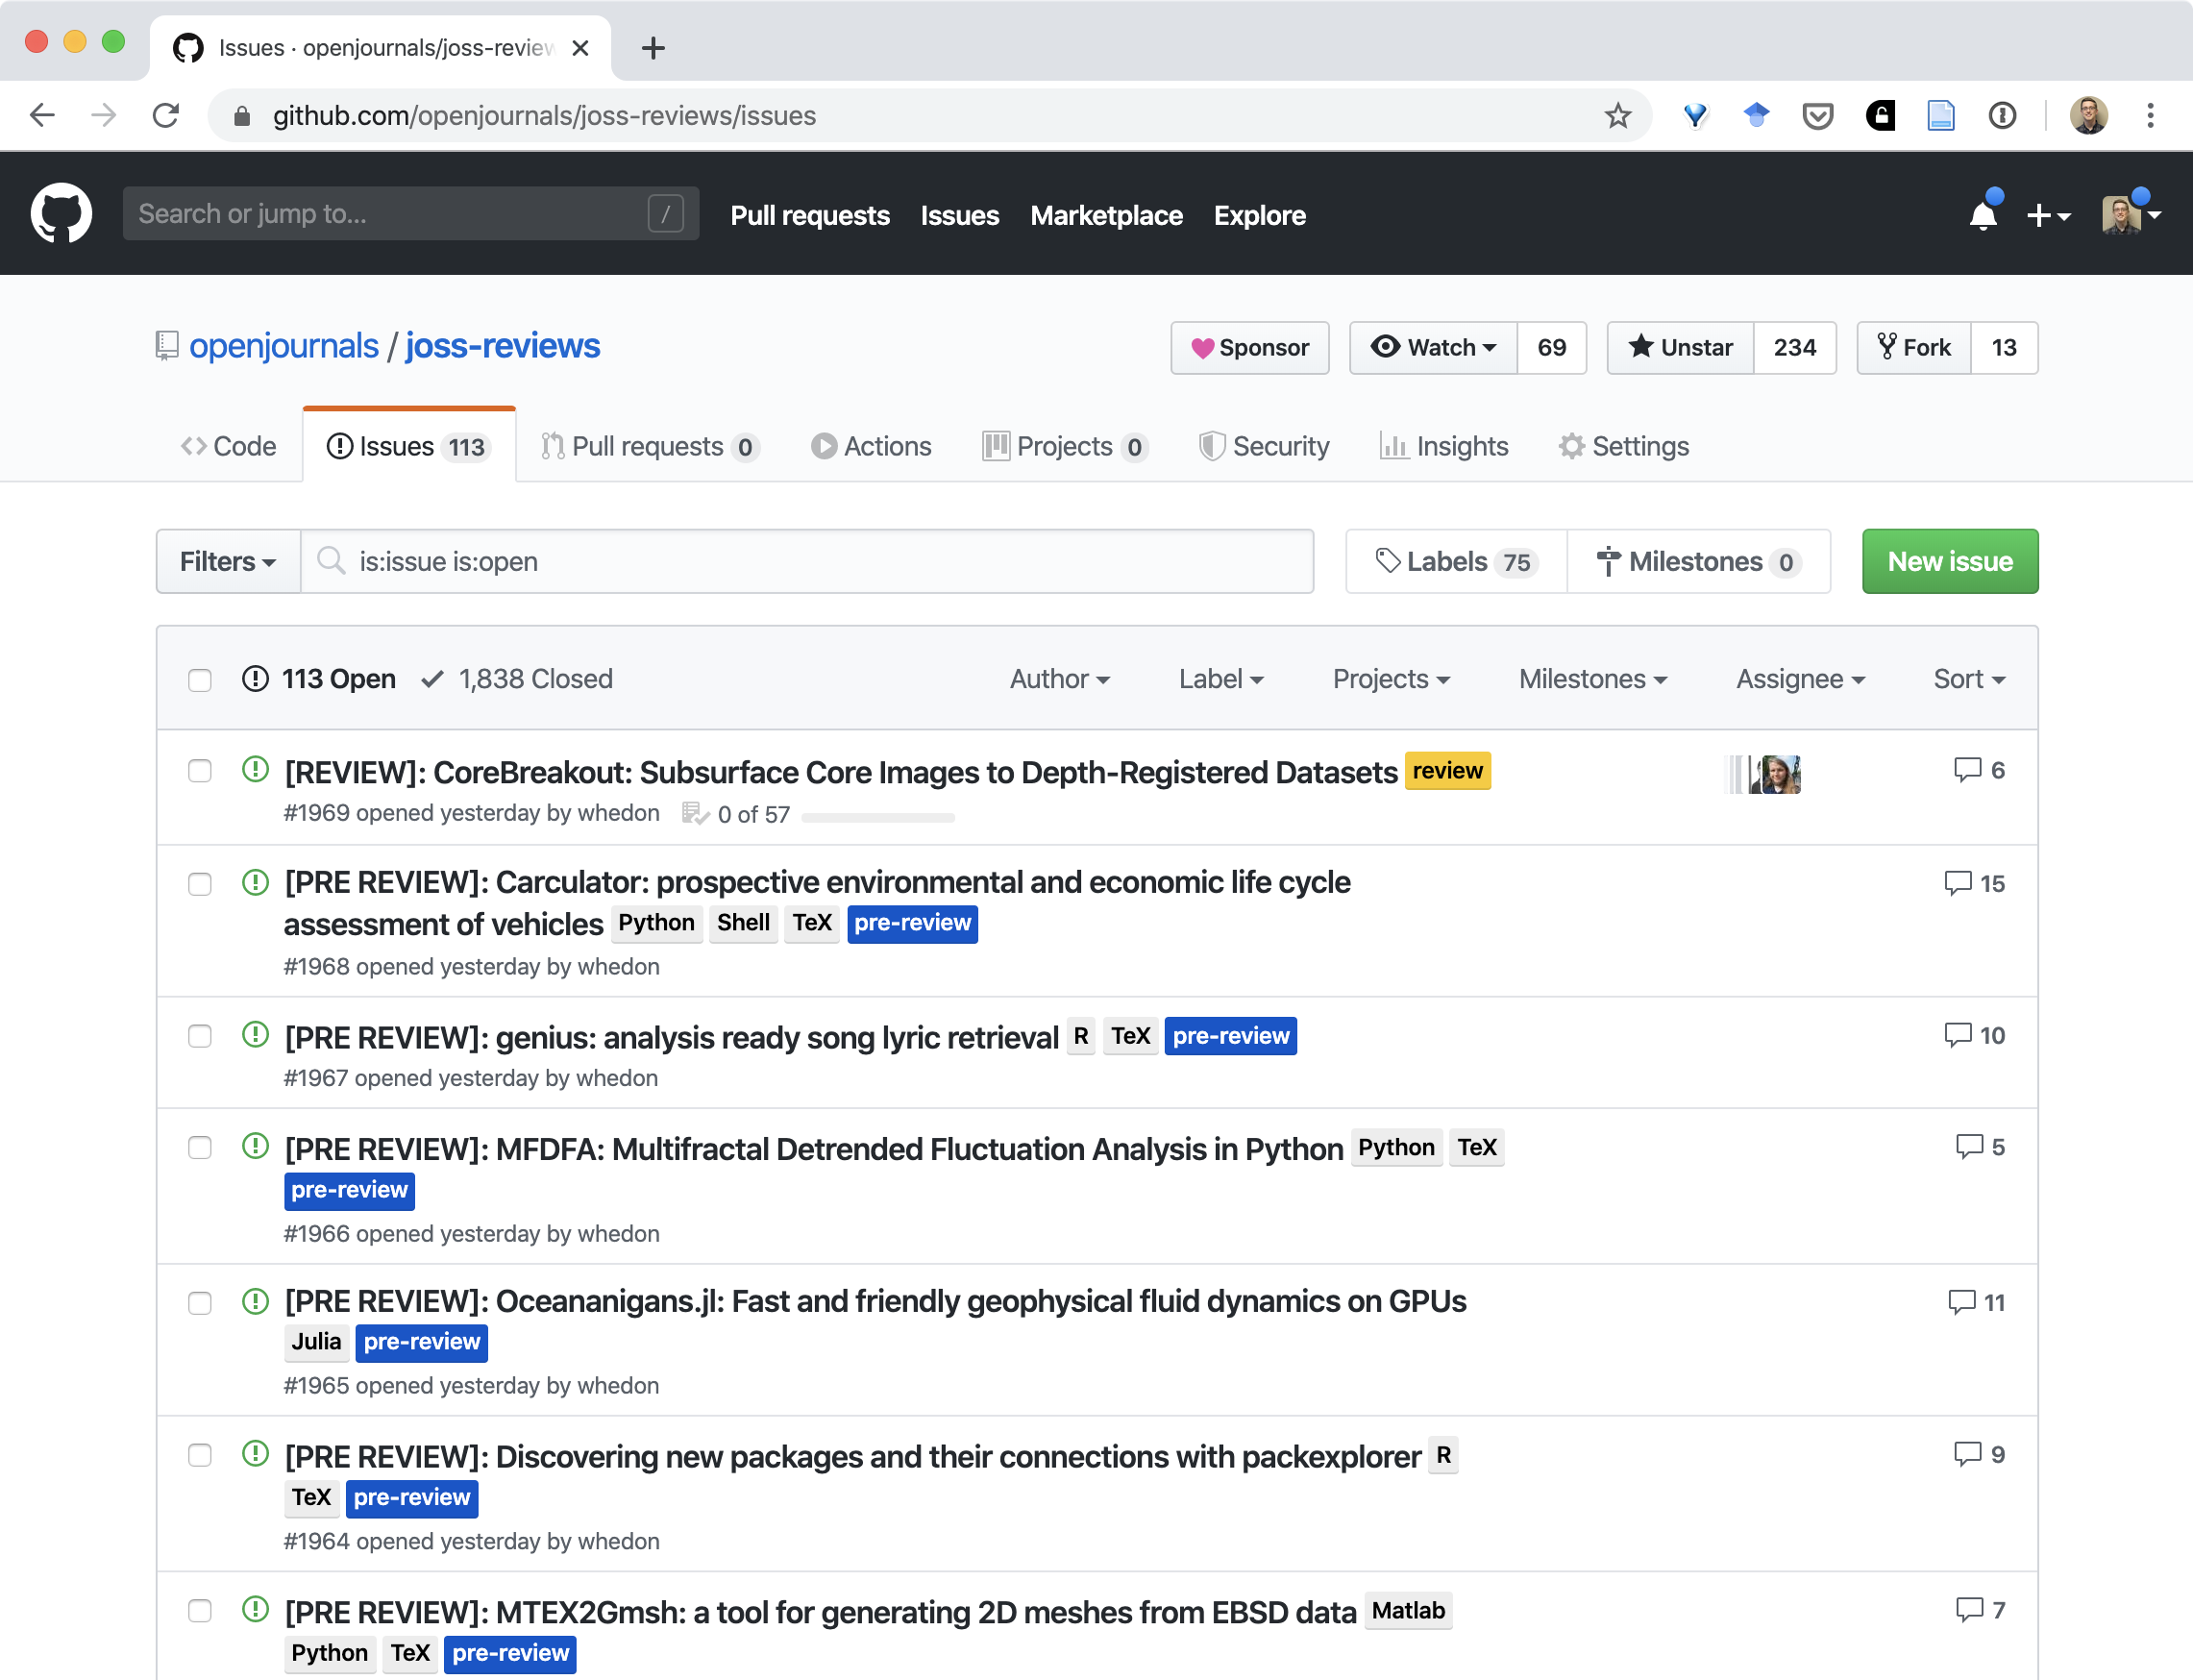 Issues · openjournals/joss-review
github.com/openjournals/joss-reviews/issues
Search or jump to... /
Pull requests Issues Marketplace Explore
openjournals / joss-reviews
Sponsor Watch 69 Unstar 234 Fork 13
Code Issues 113 Pull requests 0 Actions Projects 0 Security Insights Settings
Filters is:issue is:open Labels 75 Milestones 0 New issue
113 Open 1,838 Closed Author Label Projects Milestones Assignee Sort
[REVIEW]: CoreBreakout: Subsurface Core Images to Depth-Registered Datasets review 6
#1969 opened yesterday by whedon 0 of 57
[PRE REVIEW]: Carculator: prospective environmental and economic life cycle 15
assessment of vehicles Python Shell TeX pre-review
#1968 opened yesterday by whedon
[PRE REVIEW]: genius: analysis ready song lyric retrieval R TeX pre-review 10
#1967 opened yesterday by whedon
[PRE REVIEW]: MFDFA: Multifractal Detrended Fluctuation Analysis in Python Python TeX 5
pre-review
#1966 opened yesterday by whedon
[PRE REVIEW]: Oceananigans.jl: Fast and friendly geophysical fluid dynamics on GPUs 11
Julia pre-review
#1965 opened yesterday by whedon
[PRE REVIEW]: Discovering new packages and their connections with packexplorer R 9
TeX pre-review
#1964 opened yesterday by whedon
[PRE REVIEW]: MTEX2Gmsh: a tool for generating 2D meshes from EBSD data Matlab 7
Python TeX pre-review